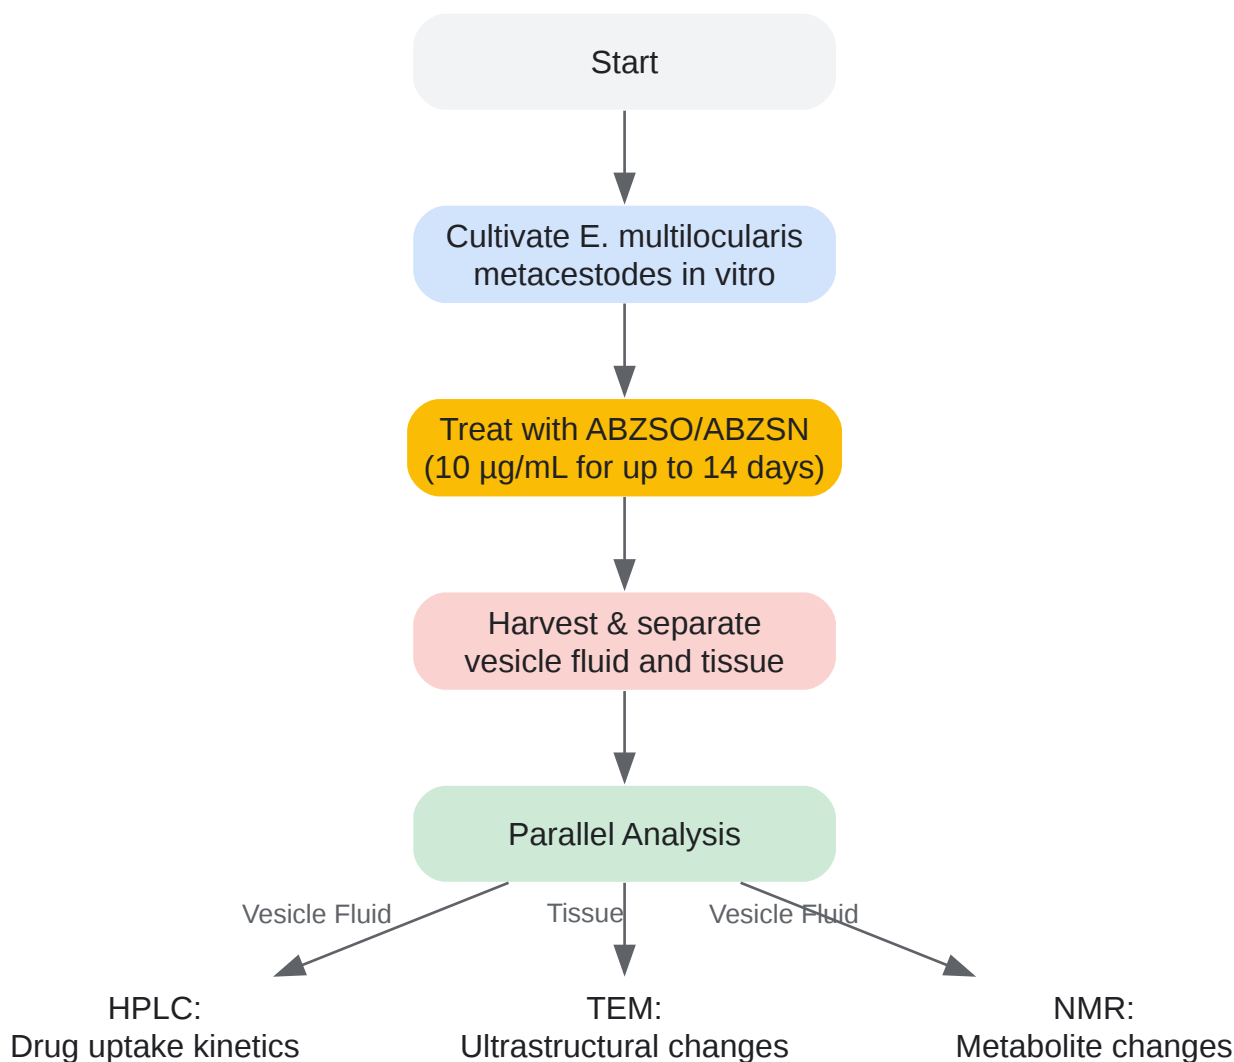 Start
Cultivate E. multilocularis
metacestodes in vitro
Treat with ABZSO/ABZSN
(10 µg/mL for up to 14 days)
Harvest & separate
vesicle fluid and tissue
Parallel Analysis
Vesicle Fluid
Tissue
Vesicle Fluid
HPLC:
Drug uptake kinetics
TEM:
Ultrastructural changes
NMR:
Metabolite changes